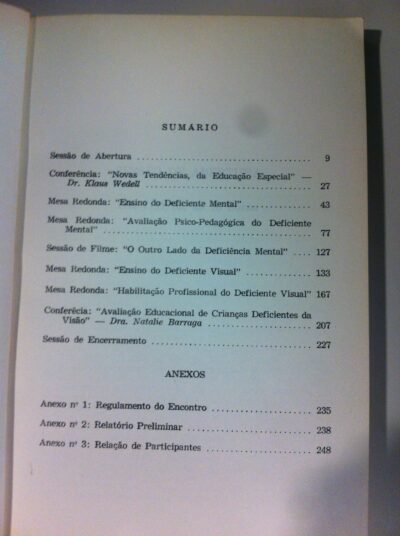 SUMÁRIO
Sessão de Abertura ........................................ 9
Conferência: "Novas Tendências, da Educação Especial" —
Dr. Klaus Wedell ........................................ 27
Mesa Redonda: "Ensino do Deficiente Mental" ............... 43
Mesa Redonda: "Avaliação Psico-Pedagógica do Deficiente
Mental" ................................................ 77
Sessão de Filme: "O Outro Lado da Deficiência Mental" .... 127
Mesa Redonda: "Ensino do Deficiente Visual" .............. 133
Mesa Redonda: "Habilitação Profissional do Deficiente Visual" 167
Conferêcia: "Avaliação Educacional de Crianças Deficientes da
Visão" — Dra. Natalie Barraga ........................ 207
Sessão de Encerramento .................................. 227
ANEXOS
Anexo nº 1: Regulamento do Encontro ..................... 235
Anexo nº 2: Relatório Preliminar ........................ 238
Anexo nº 3: Relação de Participantes .................... 248